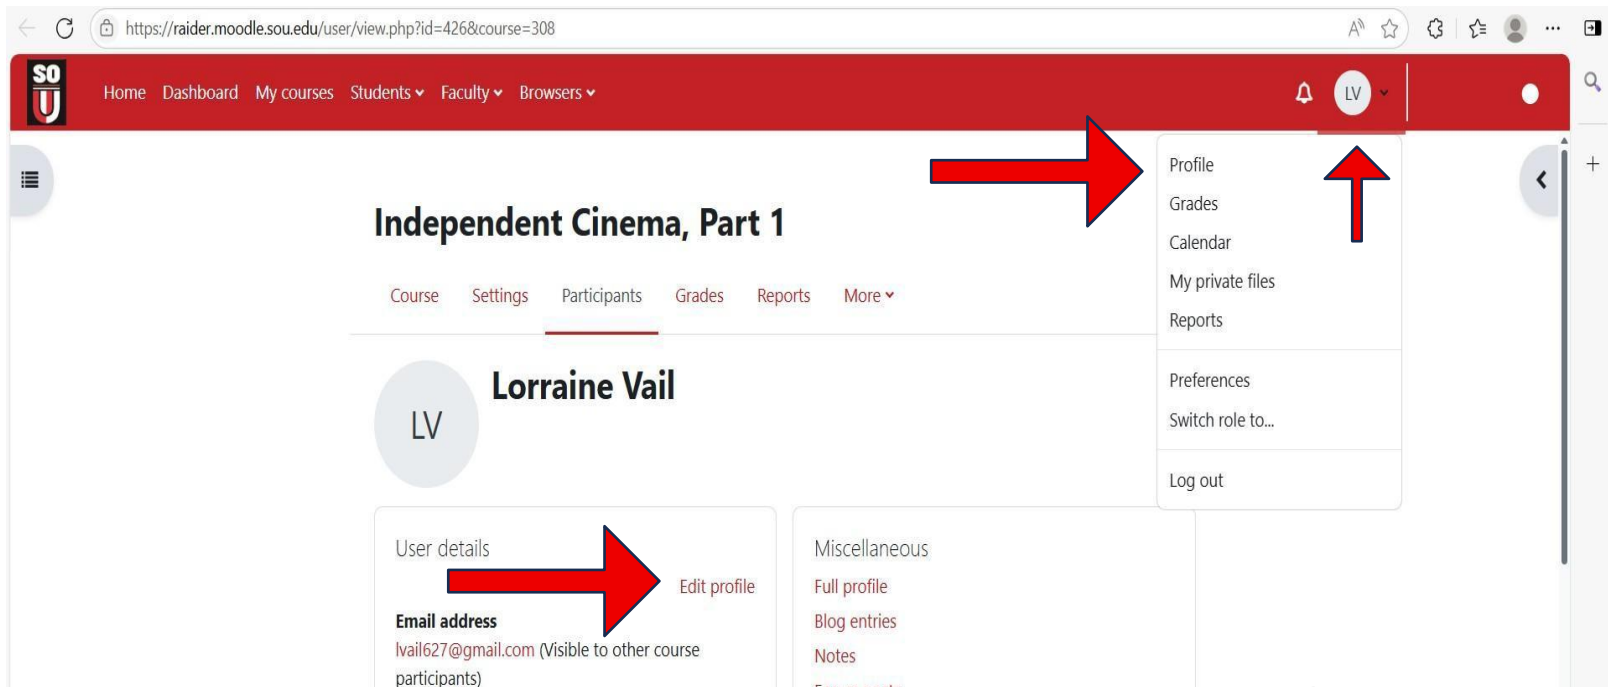 https://raider.moodle.sou.edu/user/view.php?id=426&course=308
SO
U
Home Dashboard My courses Students Faculty Browsers
LV
Profile
Grades
Calendar
My private files
Reports
Preferences
Switch role to...
Log out
Independent Cinema, Part 1
Course Settings Participants Grades Reports More
LV
Lorraine Vail
User details
Edit profile
Email address
lvail627@gmail.com (Visible to other course
participants)
Miscellaneous
Full profile
Blog entries
Notes